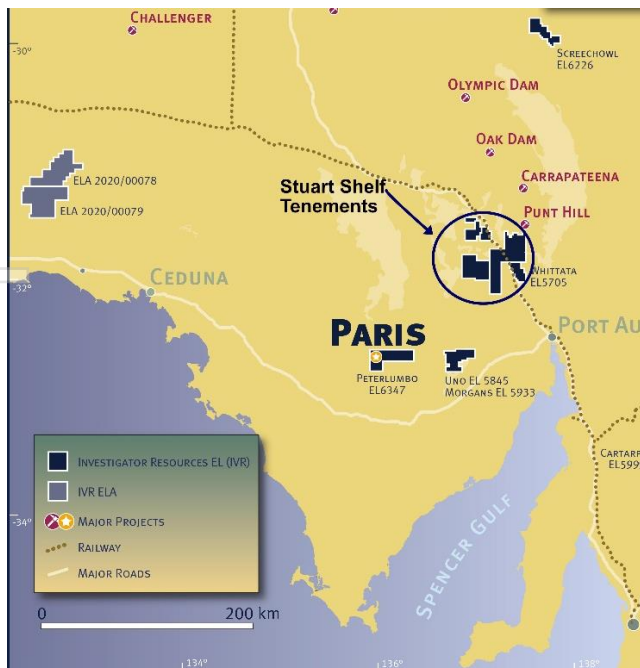 CHALLENGER
-30°
SCREECHOWL
EL6226
OLYMPIC DAM
OAK DAM
ELA 2020/00078
Stuart Shelf
Tenements
CARRAPATEENA
ELA 2020/00079
PUNT HILL
CEDUNA
WHITTATA
EL5705
-32°
PARIS
PORT AU
PETERLUMBO
EL6347
UNO EL 5845
MORGANS EL 5933
INVESTIGATOR RESOURCES EL (IVR)
IVR ELA
MAJOR PROJECTS
RAILWAY
MAJOR ROADS
CARTARP
EL599
-34°
SPENCER GULF
0 200 km
134°
136°
138°